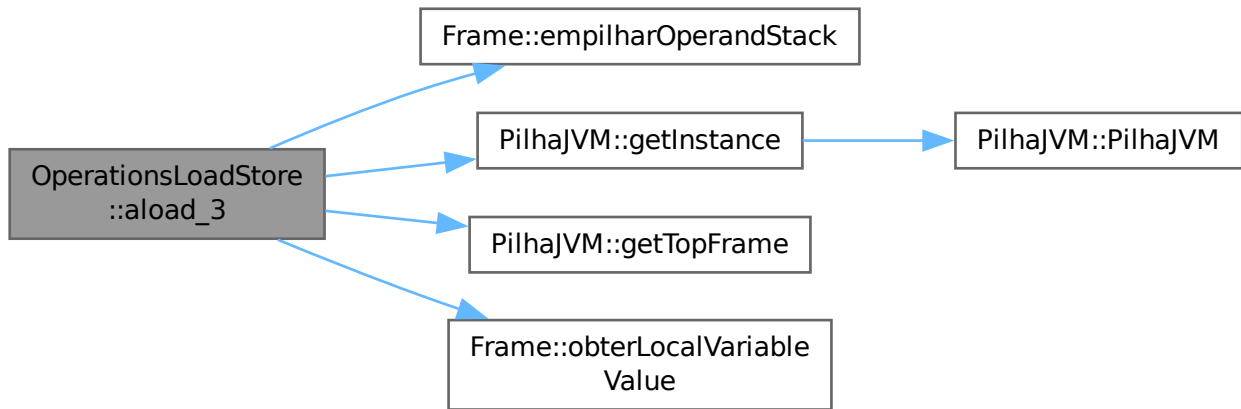 OperationsLoadStore
::aload_3
Frame::empilharOperandStack
PilhaJVM::getInstance
PilhaJVM::PilhaJVM
PilhaJVM::getTopFrame
Frame::obterLocalVariable
Value